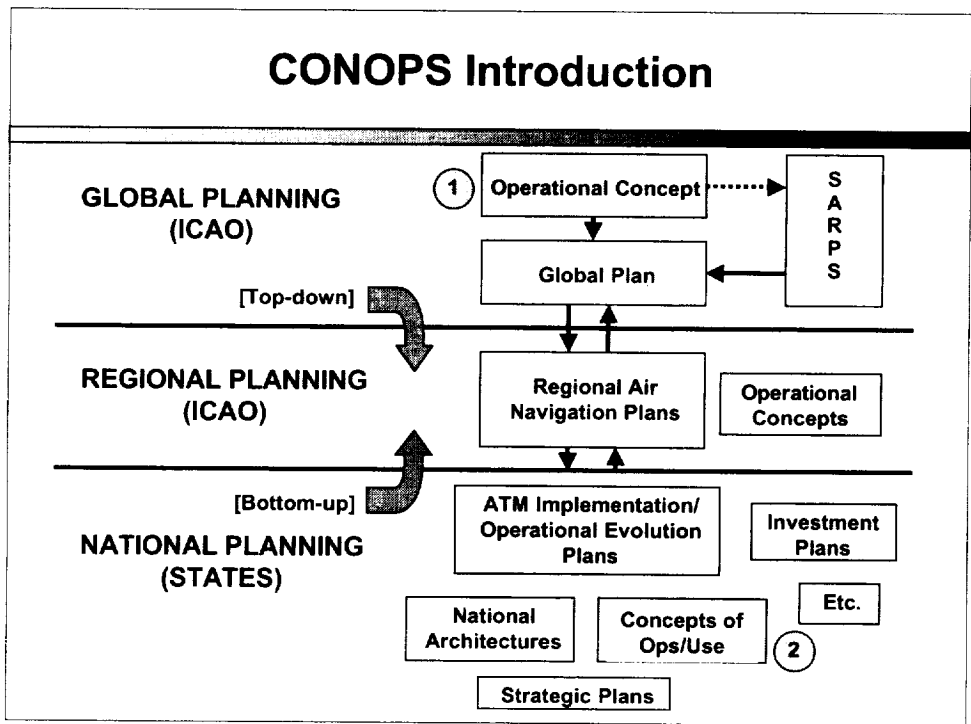 CONOPS Introduction
GLOBAL PLANNING
(ICAO)
1
Operational Concept
S
A
R
P
S
Global Plan
[Top-down]
REGIONAL PLANNING
(ICAO)
Regional Air
Navigation Plans
Operational
Concepts
[Bottom-up]
NATIONAL PLANNING
(STATES)
ATM Implementation/
Operational Evolution
Plans
Investment
Plans
Etc.
National
Architectures
Concepts of
Ops/Use
2
Strategic Plans